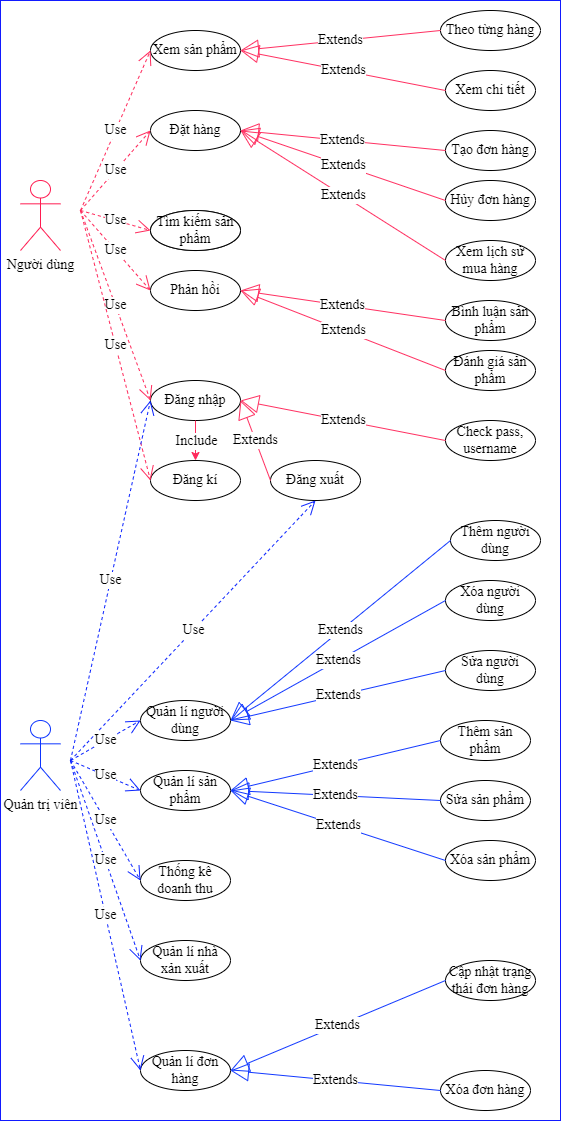 Theo từng hàng
Extends
Xem sản phẩm
Extends
Xem chi tiết
Use
Đặt hàng
Extends
Tạo đơn hàng
Use
Extends
Hủy đơn hàng
Extends
Use
Tìm kiếm sản
phẩm
Use
Xem lịch sử
mua hàng
Người dùng
Phản hồi
Use
Extends
Bình luận sản
phẩm
Extends
Use
Đánh giá sản
phẩm
Đăng nhập
Extends
Include
Extends
Check pass,
username
Đăng kí
Đăng xuất
Thêm người
dùng
Use
Xóa người
dùng
Use
Extends
Extends
Sửa người
dùng
Extends
Quản lí người
dùng
Use
Thêm sản
phẩm
Extends
Use
Quản lí sản
phẩm
Extends
Sửa sản phẩm
Quản trị viên
Use
Extends
Use
Xóa sản phẩm
Thống kê
doanh thu
Use
Quản lí nhà
xản xuất
Cập nhật trạng
thái đơn hàng
Extends
Quản lí đơn
hàng
Extends
Xóa đơn hàng